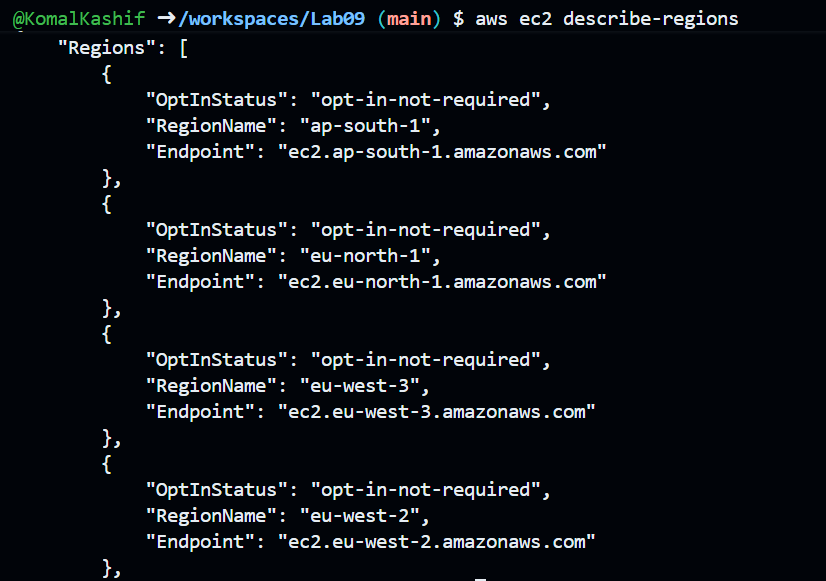 @KomalKashif →/workspaces/Lab09 (main) $ aws ec2 describe-regions
    "Regions": [
        {
            "OptInStatus": "opt-in-not-required",
            "RegionName": "ap-south-1",
            "Endpoint": "ec2.ap-south-1.amazonaws.com"
        },
        {
            "OptInStatus": "opt-in-not-required",
            "RegionName": "eu-north-1",
            "Endpoint": "ec2.eu-north-1.amazonaws.com"
        },
        {
            "OptInStatus": "opt-in-not-required",
            "RegionName": "eu-west-3",
            "Endpoint": "ec2.eu-west-3.amazonaws.com"
        },
        {
            "OptInStatus": "opt-in-not-required",
            "RegionName": "eu-west-2",
            "Endpoint": "ec2.eu-west-2.amazonaws.com"
        },